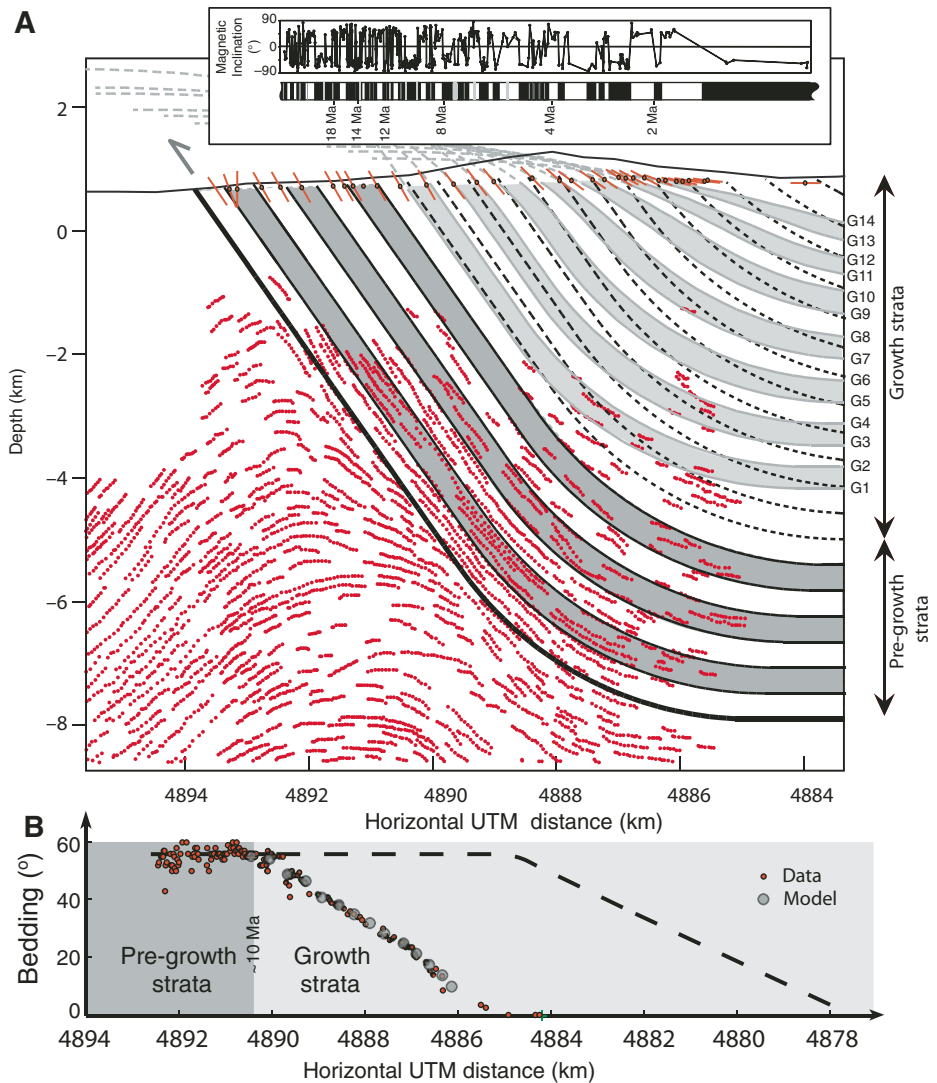 A
Magnetic
Inclination
(°)
90
0
−90
18 Ma
14 Ma
12 Ma
8 Ma
4 Ma
2 Ma
2
0
−2
−4
−6
−8
Depth (km)
G14
G13
G12
G11
G10
G9
G8
G7
G6
G5
G4
G3
G2
G1
Growth strata
Pre-growth
strata
4894 4892 4890 4888 4886 4884
Horizontal UTM distance (km)
B
Bedding (°)
60
40
20
0
Data
Model
~10 Ma
Pre-growth
strata
Growth
strata
4894 4892 4890 4888 4886 4884 4882 4880 4878
Horizontal UTM distance (km)